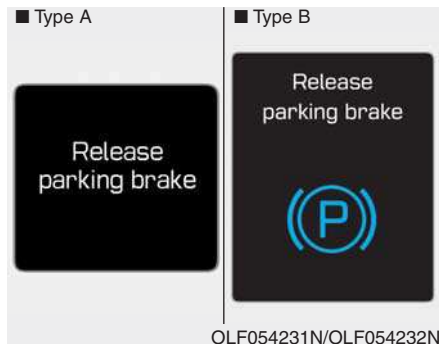 ■ Type A
Release
parking brake
■ Type B
Release
parking brake
P
OLF054231N/OLF054232N